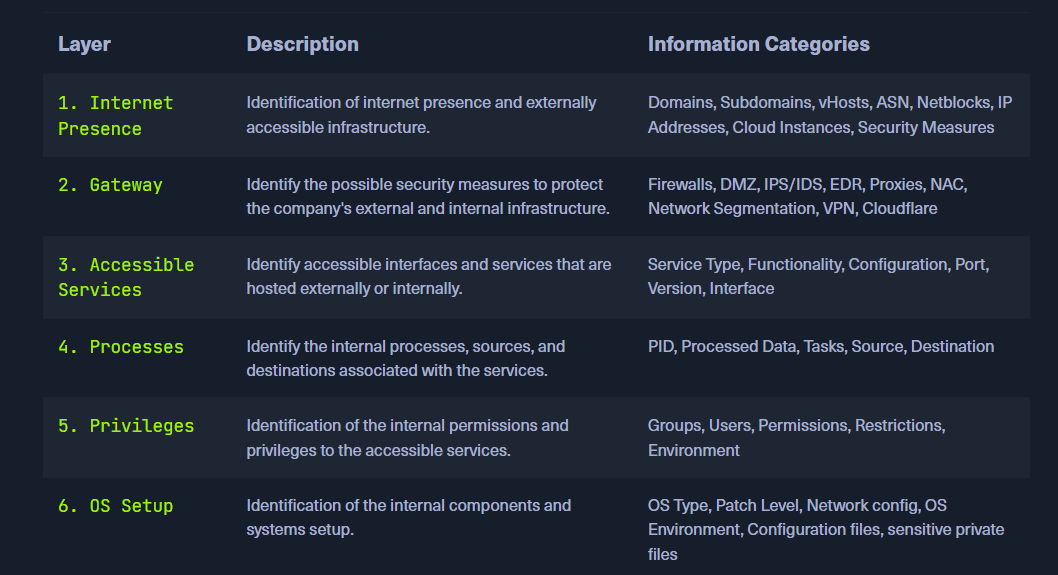 Layer Description Information Categories
1. Internet Identification of internet presence and externally Domains, Subdomains, vHosts, ASN, Netblocks, IP
Presence accessible infrastructure. Addresses, Cloud Instances, Security Measures
2. Gateway Identify the possible security measures to protect Firewalls, DMZ, IPS/IDS, EDR, Proxies, NAC,
the company's external and internal infrastructure. Network Segmentation, VPN, Cloudflare
3. Accessible Identify accessible interfaces and services that are Service Type, Functionality, Configuration, Port,
Services hosted externally or internally. Version, Interface
4. Processes Identify the internal processes, sources, and PID, Processed Data, Tasks, Source, Destination
destinations associated with the services.
5. Privileges Identification of the internal permissions and Groups, Users, Permissions, Restrictions,
privileges to the accessible services. Environment
6. OS Setup Identification of the internal components and OS Type, Patch Level, Network config, OS
systems setup. Environment, Configuration files, sensitive private
files